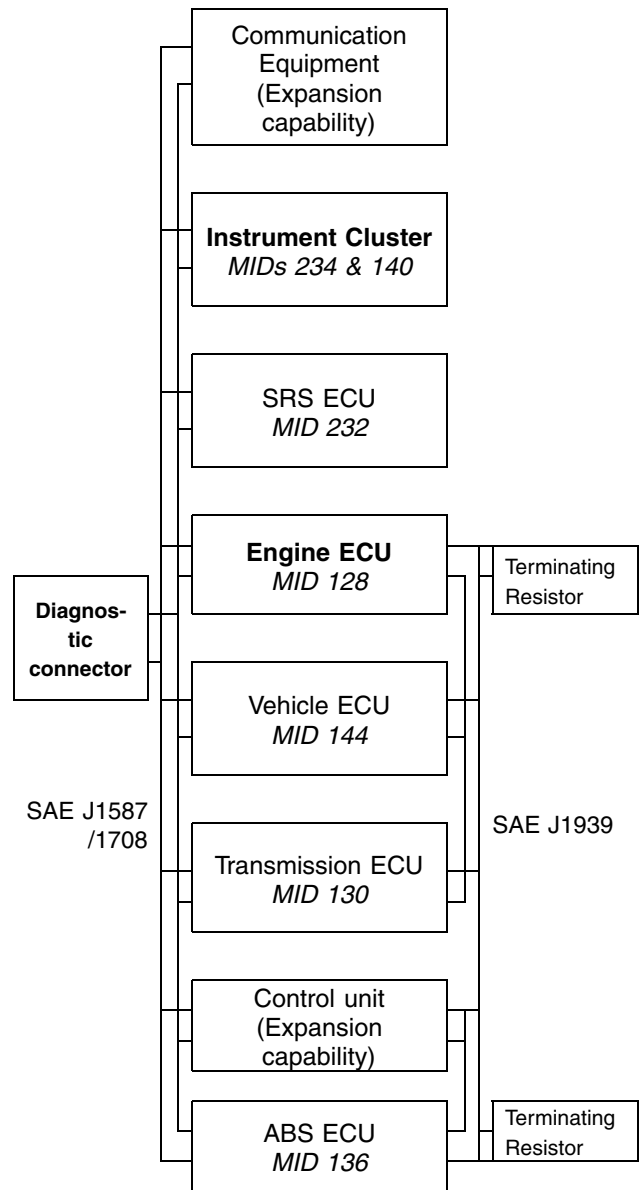 Communication
Equipment
(Expansion
capability)
Instrument Cluster
MIDs 234 & 140
SRS ECU
MID 232
Engine ECU
MID 128
Terminating
Resistor
Diagnos-
tic
connector
Vehicle ECU
MID 144
SAE J1587
/1708
SAE J1939
Transmission ECU
MID 130
Control unit
(Expansion
capability)
ABS ECU
MID 136
Terminating
Resistor